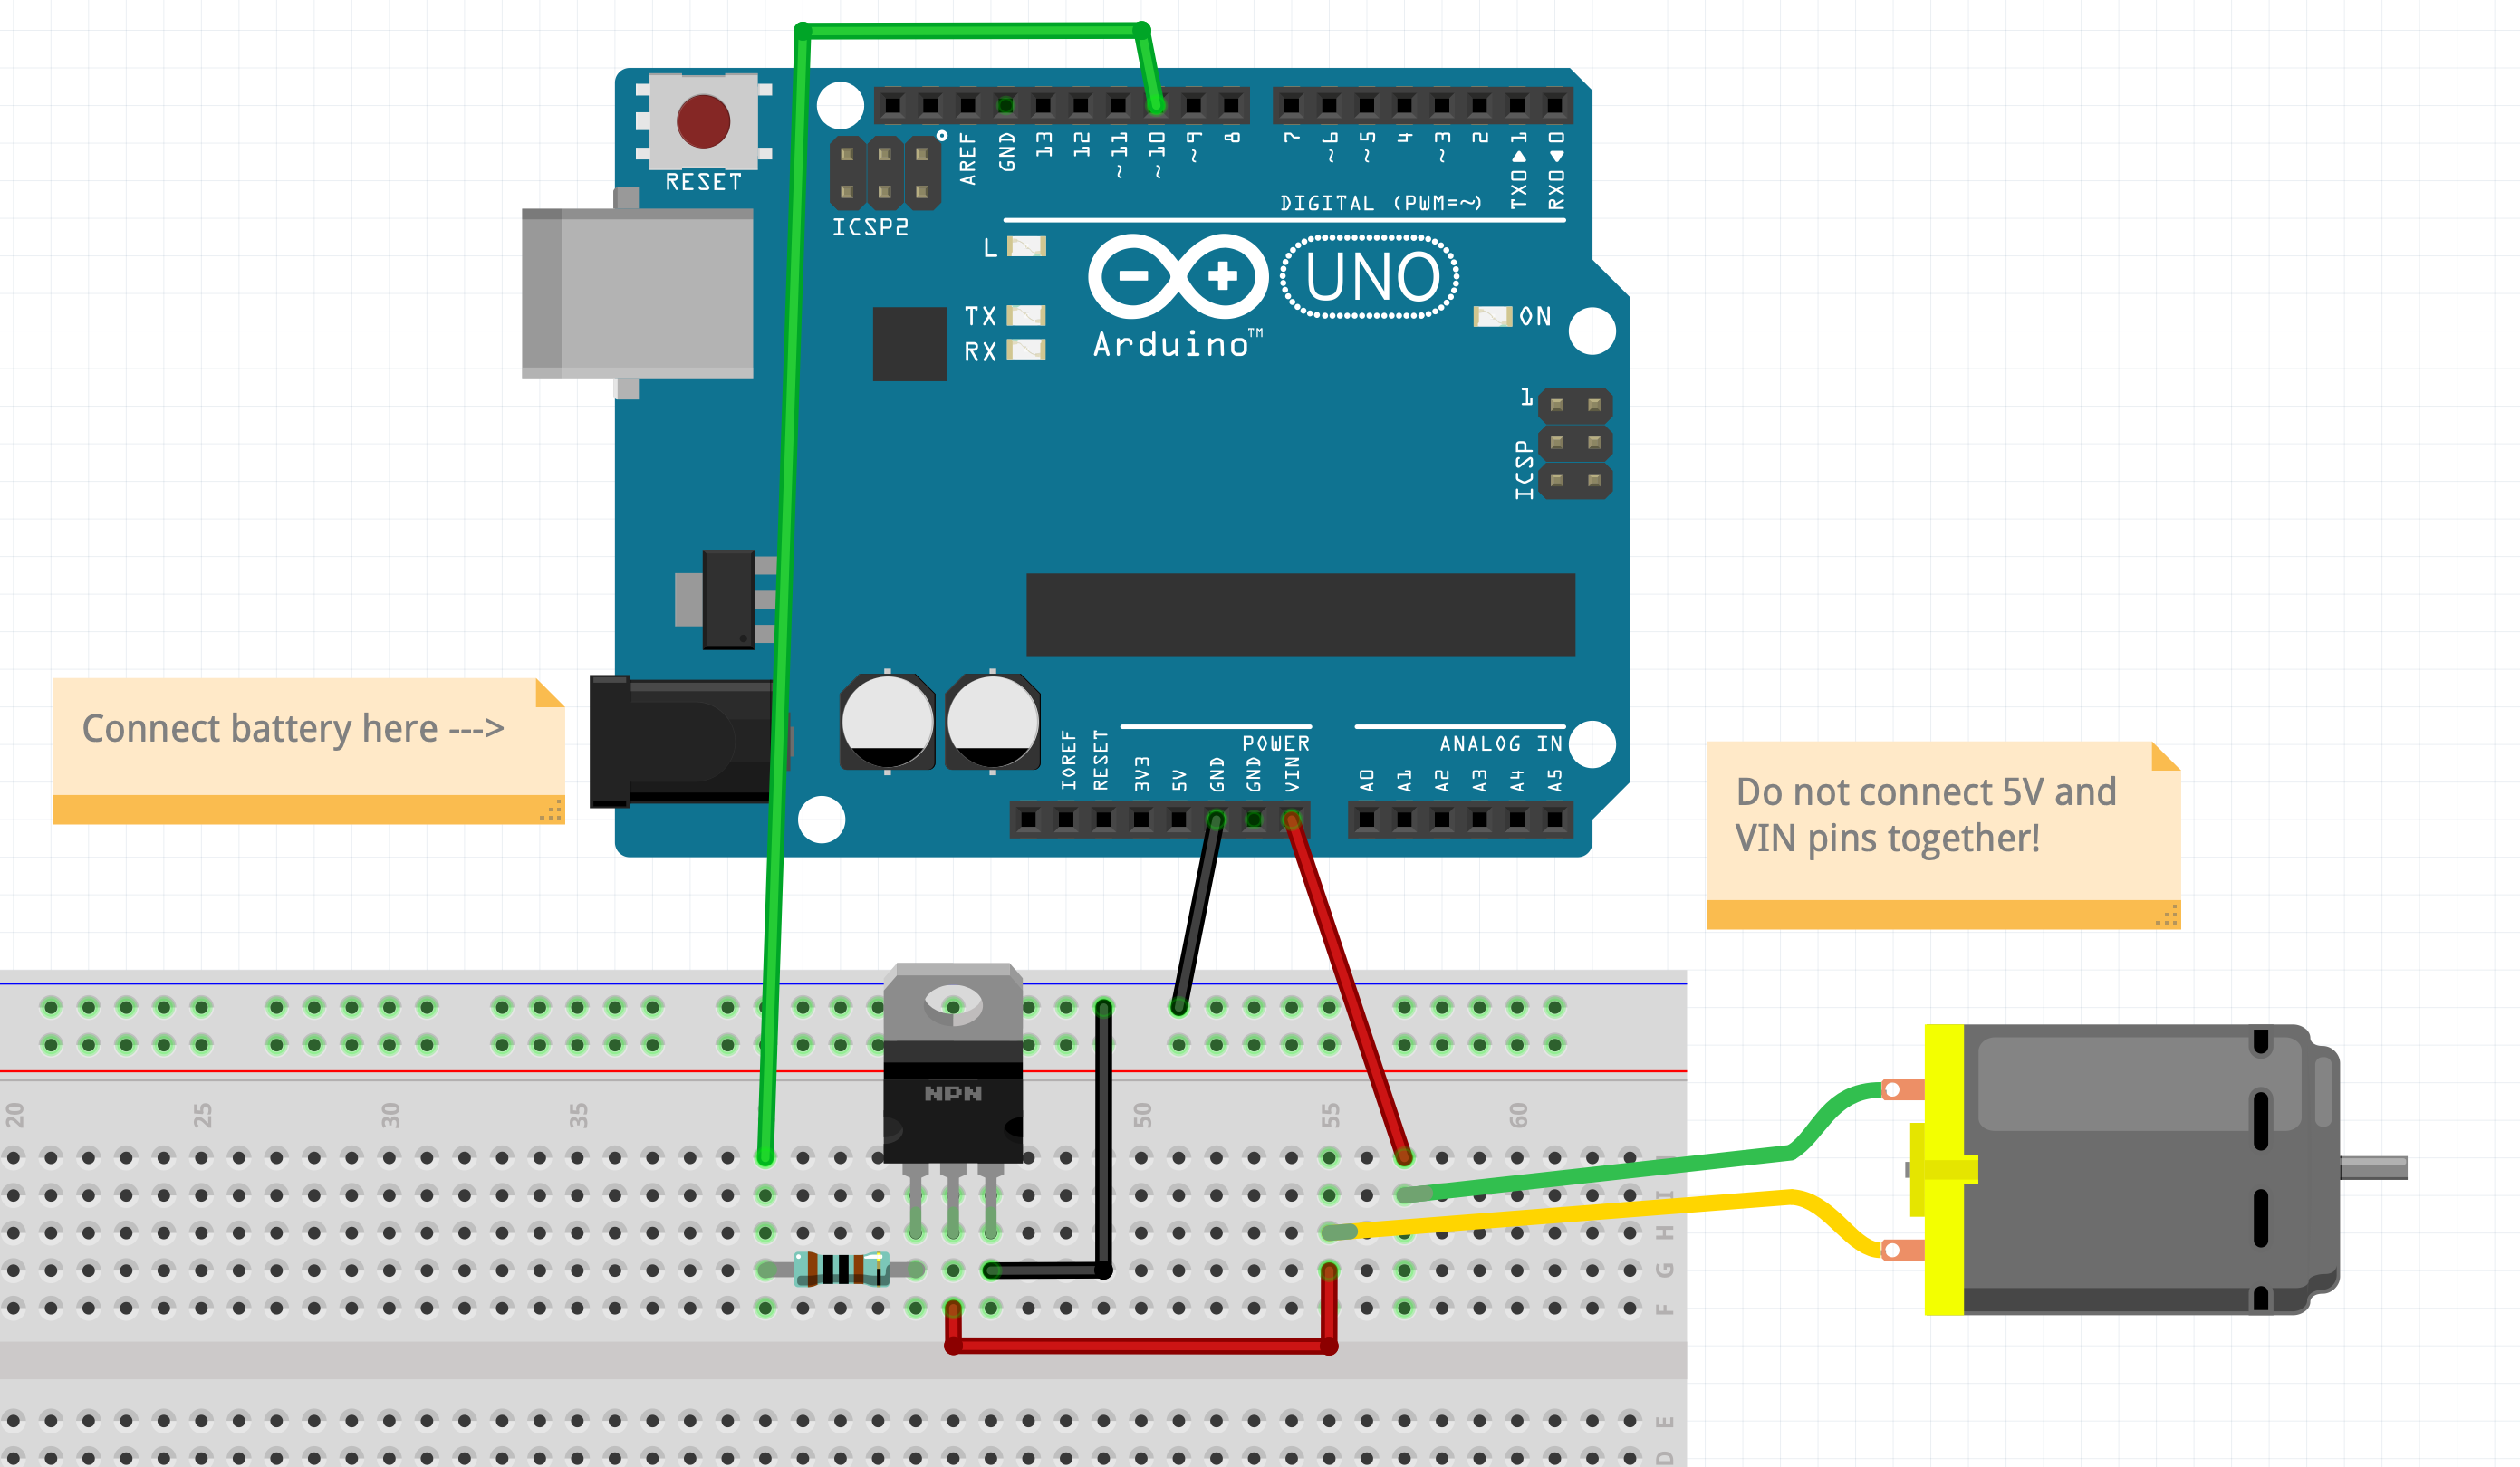 RESET
ICSP2
AREF
GND
13
12
~11
~10
~9
8
7
~6
~5
4
~3
2
TX0▶1
RX0◀0
DIGITAL (PWM=~)
L
TX
RX
Arduino™
UNO
ON
1
ICSP
Connect battery here --->
IOREF
RESET
3V3
5V
GND
GND
VIN
POWER
A0
A1
A2
A3
A4
A5
ANALOG IN
Do not connect 5V and
VIN pins together!
NPN
20
25
30
35
50
55
60
I
H
G
F
E
D